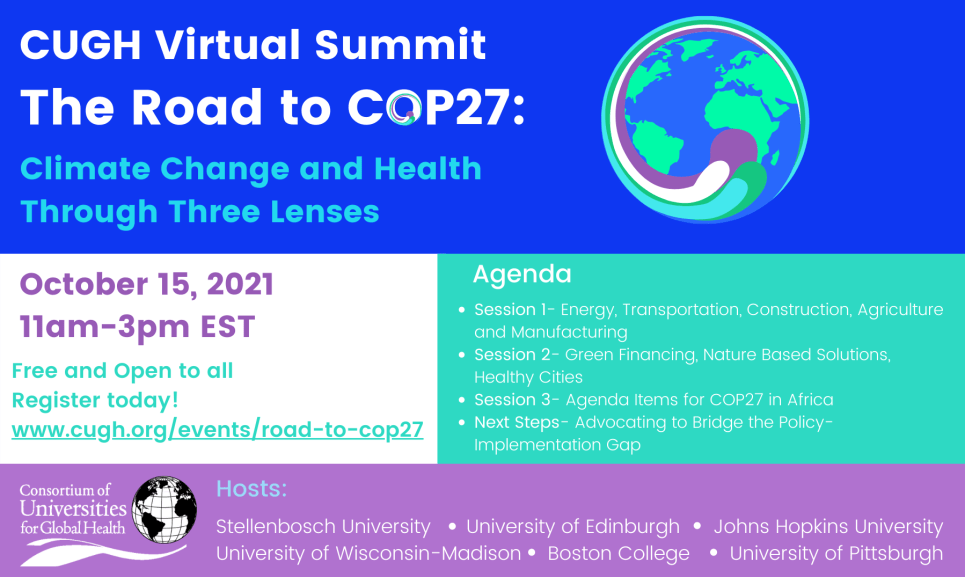 CUGH Virtual Summit
The Road to COP27:
Climate Change and Health
Through Three Lenses
October 15, 2021
11am-3pm EST
Free and Open to all
Register today!
www.cugh.org/events/road-to-cop27
Agenda
• Session 1- Energy, Transportation, Construction, Agriculture
and Manufacturing
• Session 2- Green Financing, Nature Based Solutions,
Healthy Cities
• Session 3- Agenda Items for COP27 in Africa
• Next Steps- Advocating to Bridge the Policy-
Implementation Gap
Consortium of
Universities
for Global Health
Hosts:
Stellenbosch University • University of Edinburgh • Johns Hopkins University
University of Wisconsin-Madison • Boston College • University of Pittsburgh